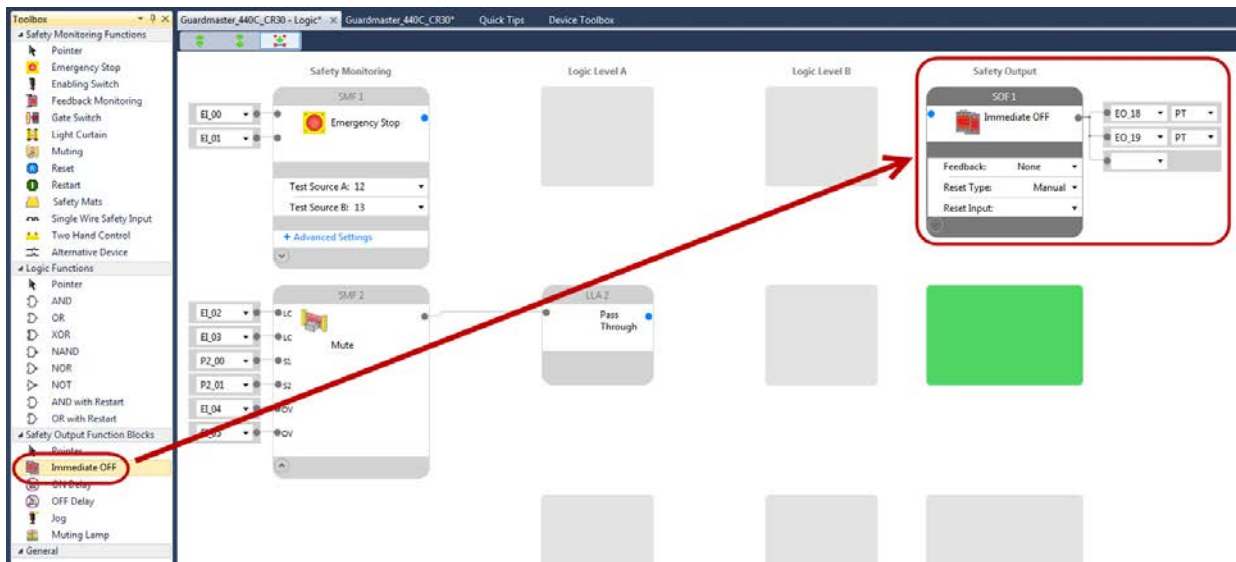 Toolbox
Guardmaster_440C_CR30 - Logic*
Guardmaster_440C_CR30*
Quick Tips
Device Toolbox
Safety Monitoring Functions
Pointer
Emergency Stop
Enabling Switch
Feedback Monitoring
Gate Switch
Light Curtain
Muting
Reset
Restart
Safety Mats
Single Wire Safety Input
Two Hand Control
Alternative Device
Logic Functions
Pointer
AND
OR
XOR
NAND
NOR
NOT
AND with Restart
OR with Restart
Safety Output Function Blocks
Pointer
Immediate OFF
ON Delay
OFF Delay
Jog
Muting Lamp
General
Safety Monitoring
Logic Level A
Logic Level B
Safety Output
SMF 1
EI_00
EI_01
Emergency Stop
Test Source A: 12
Test Source B: 13
+ Advanced Settings
SMF 2
EI_02
LC
EI_03
LC
Mute
P2_00
S1
P2_01
S2
EI_04
OV
OV
LLA 2
Pass
Through
SOF 1
Immediate OFF
EO_18
PT
EO_19
PT
Feedback: None
Reset Type: Manual
Reset Input: